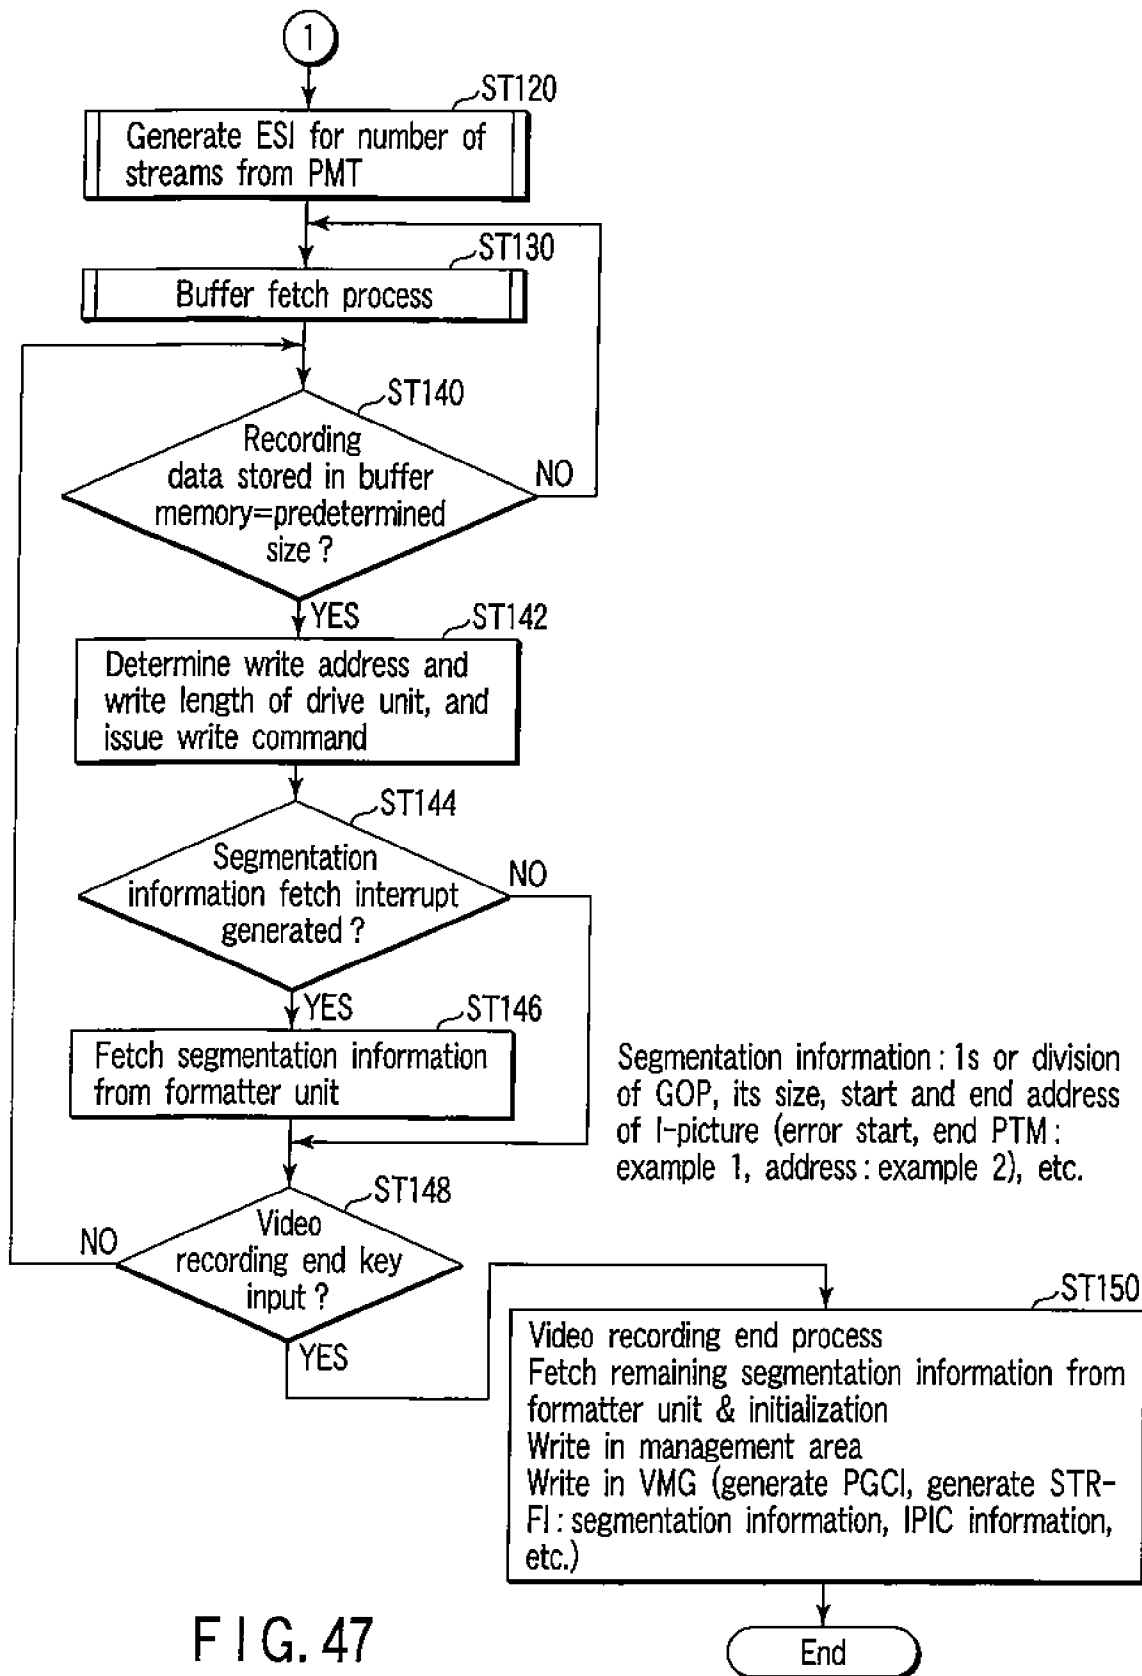 1
ST120
Generate ESI for number of
streams from PMT
ST130
Buffer fetch process
ST140
Recording
data stored in buffer
memory=predetermined
size?
NO
YES
ST142
Determine write address and
write length of drive unit, and
issue write command
ST144
Segmentation
information fetch interrupt
generated?
NO
YES
ST146
Fetch segmentation information
from formatter unit
Segmentation information: 1s or division
of GOP, its size, start and end address
of I-picture (error start, end PTM:
example 1, address: example 2), etc.
ST148
Video
recording end key
input?
NO
YES
ST150
Video recording end process
Fetch remaining segmentation information from
formatter unit & initialization
Write in management area
Write in VMG (generate PGCI, generate STR-
FI: segmentation information, IPIC information,
etc.)
End
FIG. 47